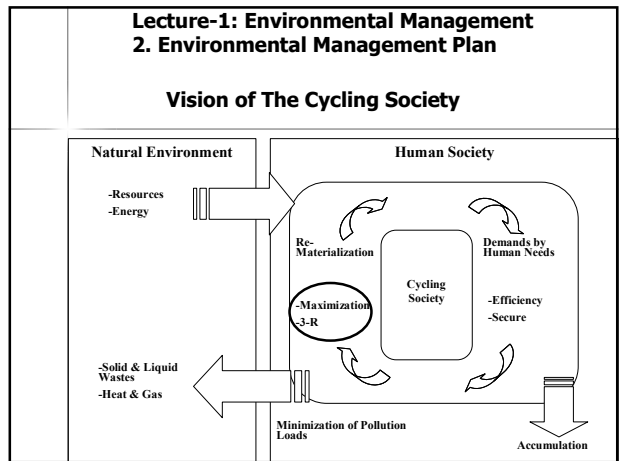 Lecture-1: Environmental Management
2. Environmental Management Plan
Vision of The Cycling Society
Natural Environment
Human Society
-Resources
-Energy
Re-
Materialization
Demands by
Human Needs
Cycling
Society
-Maximization
-3-R
-Efficiency
-Secure
-Solid & Liquid
Wastes
-Heat & Gas
Minimization of Pollution
Loads
Accumulation